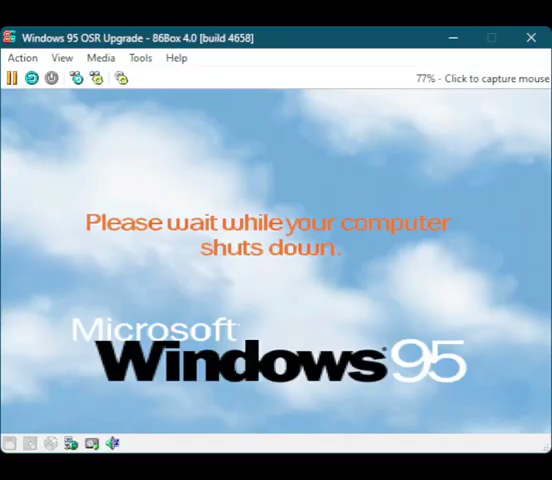 Windows 95 OSR Upgrade - 86Box 4.0 [build 4658]
Action View Media Tools Help
77% - Click to capture mouse
Please wait while your computer
shuts down.
Microsoft
Windows 95